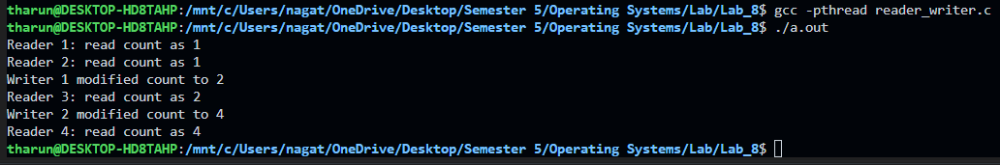 tharun@DESKTOP-HD8TAHP:/mnt/c/Users/nagat/OneDrive/Desktop/Semester 5/Operating Systems/Lab/Lab_8$ gcc -pthread reader_writer.c
tharun@DESKTOP-HD8TAHP:/mnt/c/Users/nagat/OneDrive/Desktop/Semester 5/Operating Systems/Lab/Lab_8$ ./a.out
Reader 1: read count as 1
Reader 2: read count as 1
Writer 1 modified count to 2
Reader 3: read count as 2
Writer 2 modified count to 4
Reader 4: read count as 4
tharun@DESKTOP-HD8TAHP:/mnt/c/Users/nagat/OneDrive/Desktop/Semester 5/Operating Systems/Lab/Lab_8$